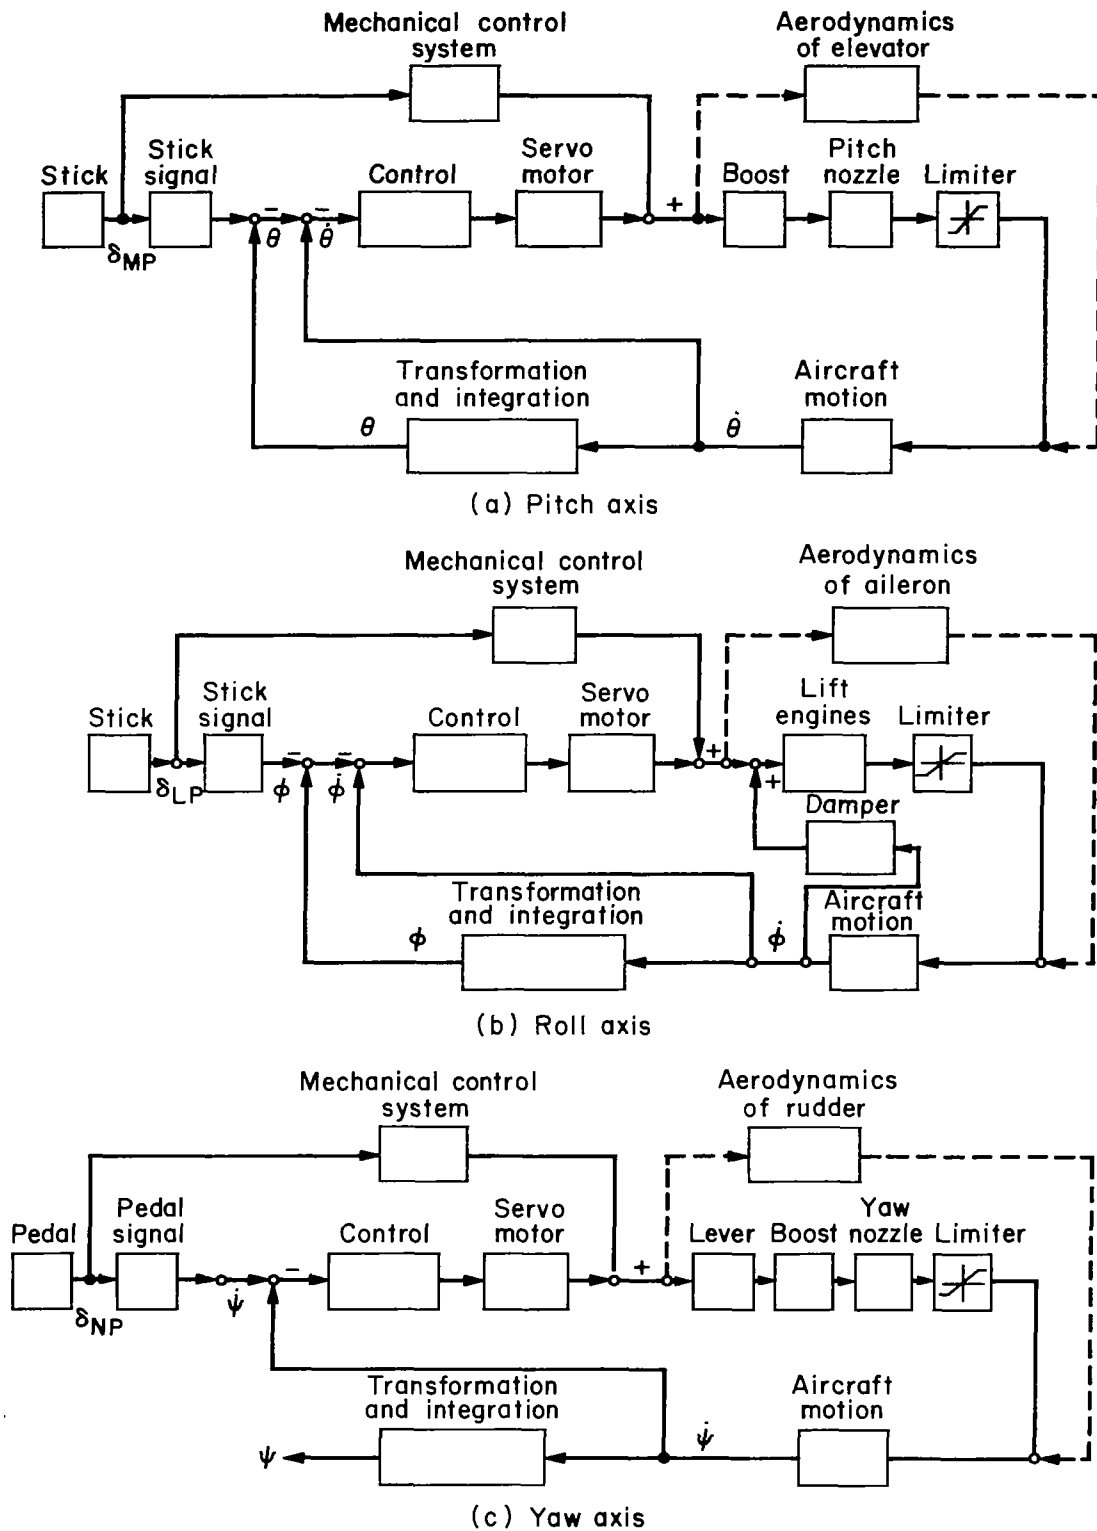 Mechanical control
system
Aerodynamics
of elevator
Stick
Stick
signal
Control
Servo
motor
Boost
Pitch
nozzle
Limiter
δMP
−
θ
−
θ̇
+
Transformation
and integration
Aircraft
motion
θ
θ̇
(a) Pitch axis
Mechanical control
system
Aerodynamics
of aileron
Stick
Stick
signal
Control
Servo
motor
Lift
engines
Limiter
δLP
−
ϕ
−
ϕ̇
+
+
Damper
Transformation
and integration
Aircraft
motion
ϕ
ϕ̇
(b) Roll axis
Mechanical control
system
Aerodynamics
of rudder
Pedal
Pedal
signal
Control
Servo
motor
Lever
Boost
Yaw
nozzle
Limiter
δNP
ψ̇
−
+
Transformation
and integration
Aircraft
motion
ψ
ψ̇
(c) Yaw axis